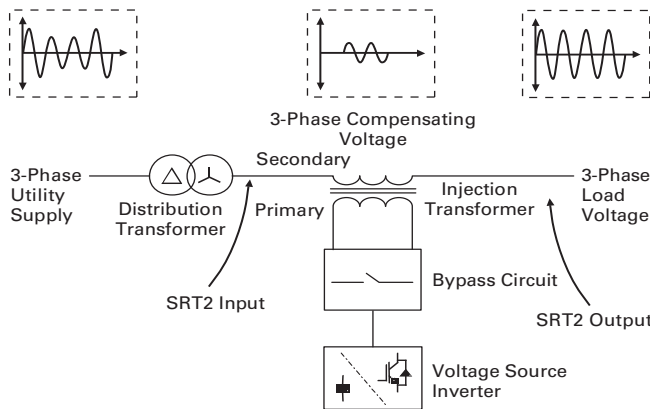 3-Phase Compensating
Voltage
3-Phase
Utility
Supply
Distribution
Transformer
Secondary
Primary
Injection
Transformer
3-Phase
Load
Voltage
SRT2 Input
Bypass Circuit
SRT2 Output
Voltage Source
Inverter